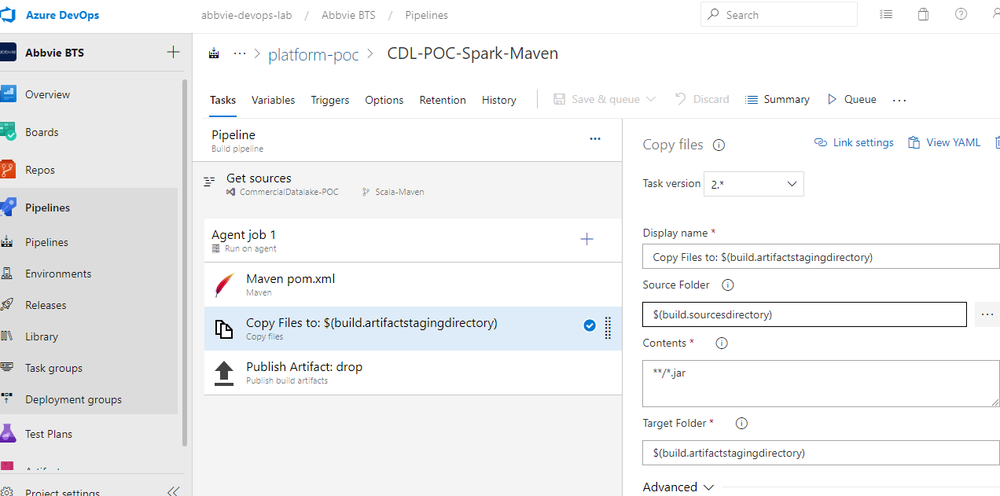 Azure DevOps
abbvie-devops-lab / Abbvie BTS / Pipelines
Search
Abbvie BTS
Overview
Boards
Repos
Pipelines
Pipelines
Environments
Releases
Library
Task groups
Deployment groups
Test Plans
Project settings
... > platform-poc > CDL-POC-Spark-Maven
Tasks Variables Triggers Options Retention History Save & queue Discard Summary Queue ...
Pipeline
Build pipeline
Get sources
CommercialDatalake-POC Scala-Maven
Agent job 1
Run on agent
Maven pom.xml
Maven
Copy Files to: $(build.artifactstagingdirectory)
Copy files
Publish Artifact: drop
Publish build artifacts
Copy files
Link settings View YAML
Task version 2.*
Display name *
Copy Files to: $(build.artifactstagingdirectory)
Source Folder
$(build.sourcesdirectory)
Contents *
**/*.jar
Target Folder *
$(build.artifactstagingdirectory)
Advanced